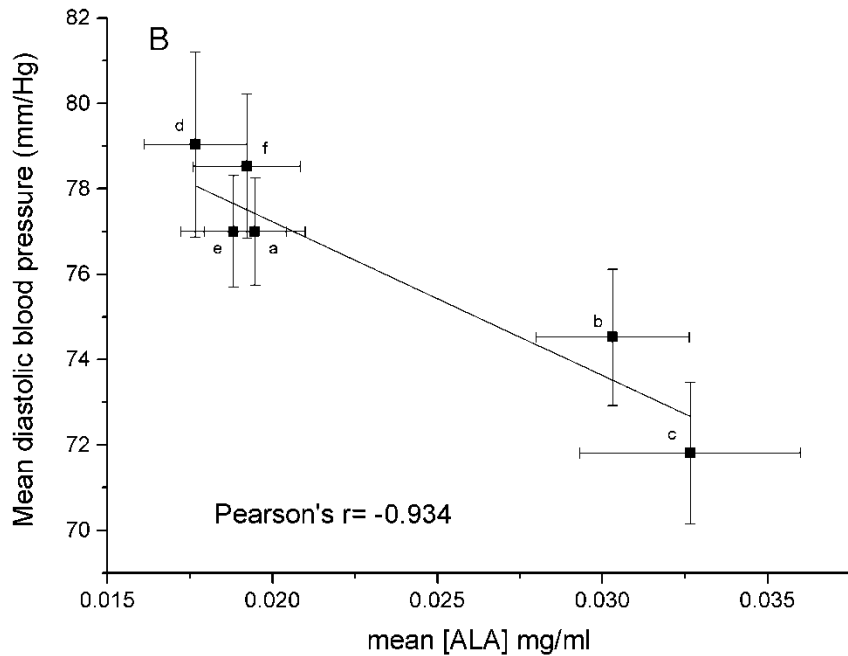 B
82
80
78
76
74
72
70
d
f
e
a
b
c
Pearson's r= -0.934
0.015
0.020
0.025
0.030
0.035
mean [ALA] mg/ml
Mean diastolic blood pressure (mm/Hg)